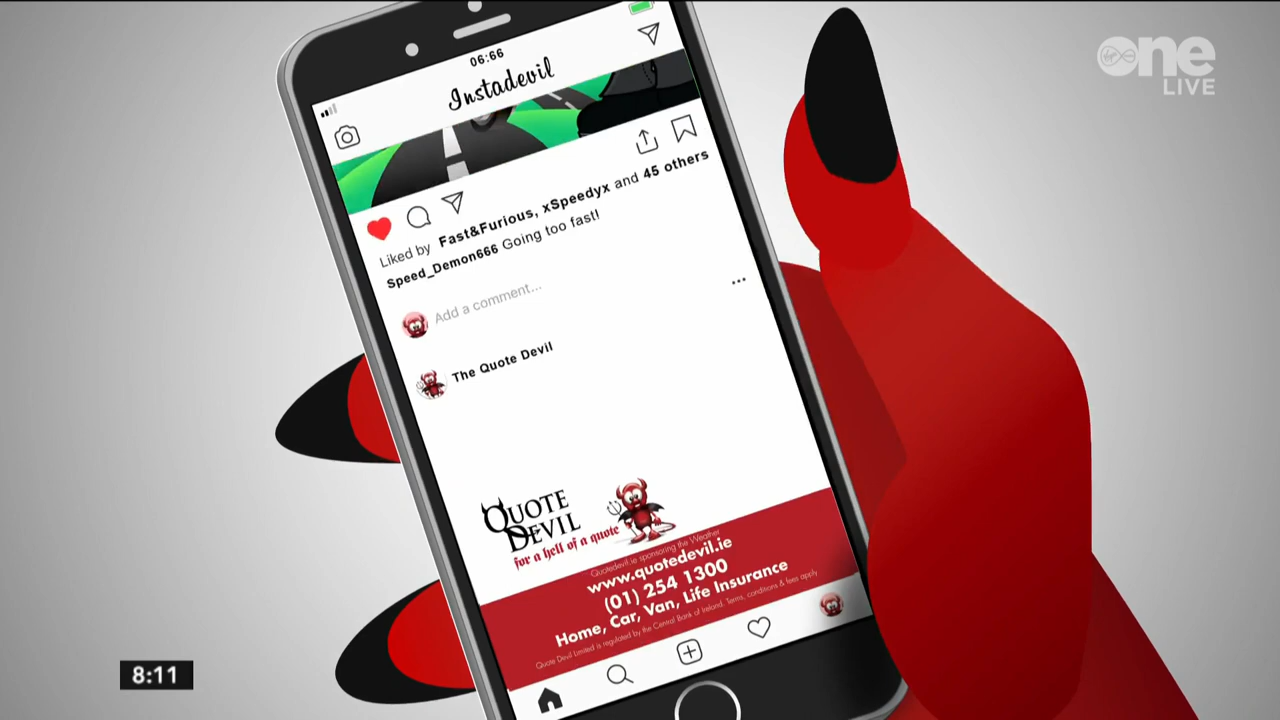 one
LIVE
06:66
Instadevil
Liked by Fast&Furious, xSpeedyx and 45 others
Speed_Demon666 Going too fast!
Add a comment...
The Quote Devil
QUOTE
DEVIL
for a hell of a quote
Quotedevil.ie sponsoring the Weather
www.quotedevil.ie
(01) 254 1300
Home, Car, Van, Life Insurance
Quote Devil Limited is regulated by the Central Bank of Ireland. Terms, conditions & fees apply
8:11